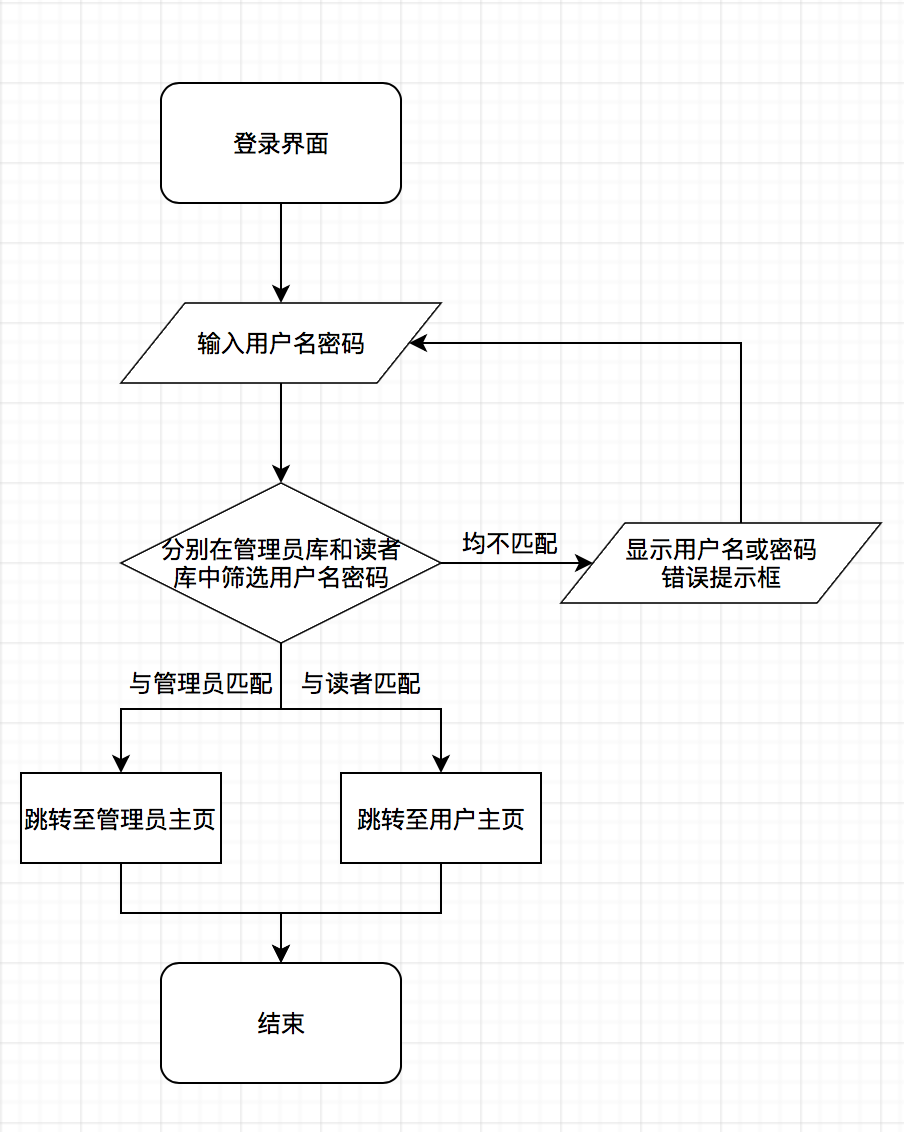 登录界面
输入用户名密码
分别在管理员库和读者
库中筛选用户名密码
均不匹配
显示用户名或密码
错误提示框
与管理员匹配
与读者匹配
跳转至管理员主页
跳转至用户主页
结束